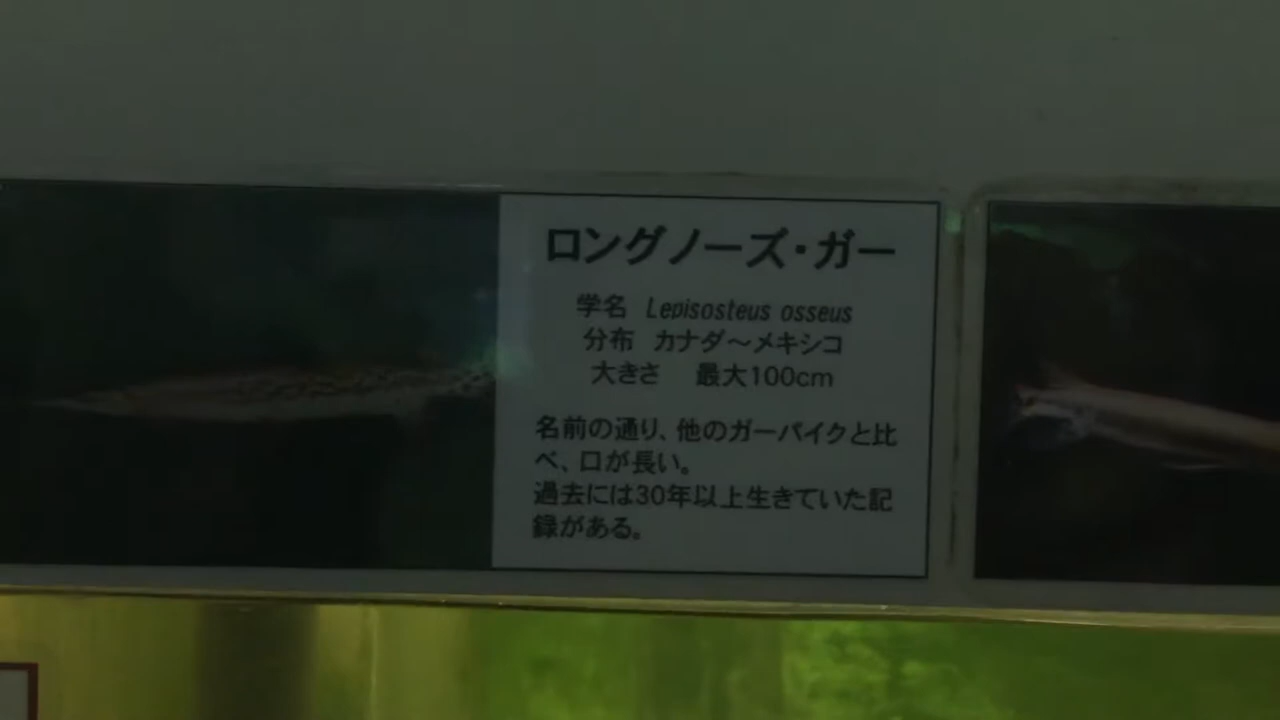 ロングノーズ・ガー
学名 Lepisosteus osseus
分布 カナダ～メキシコ
大きさ 最大100cm
名前の通り、他のガーパイクと比
べ、口が長い。
過去には30年以上生きていた記
録がある。